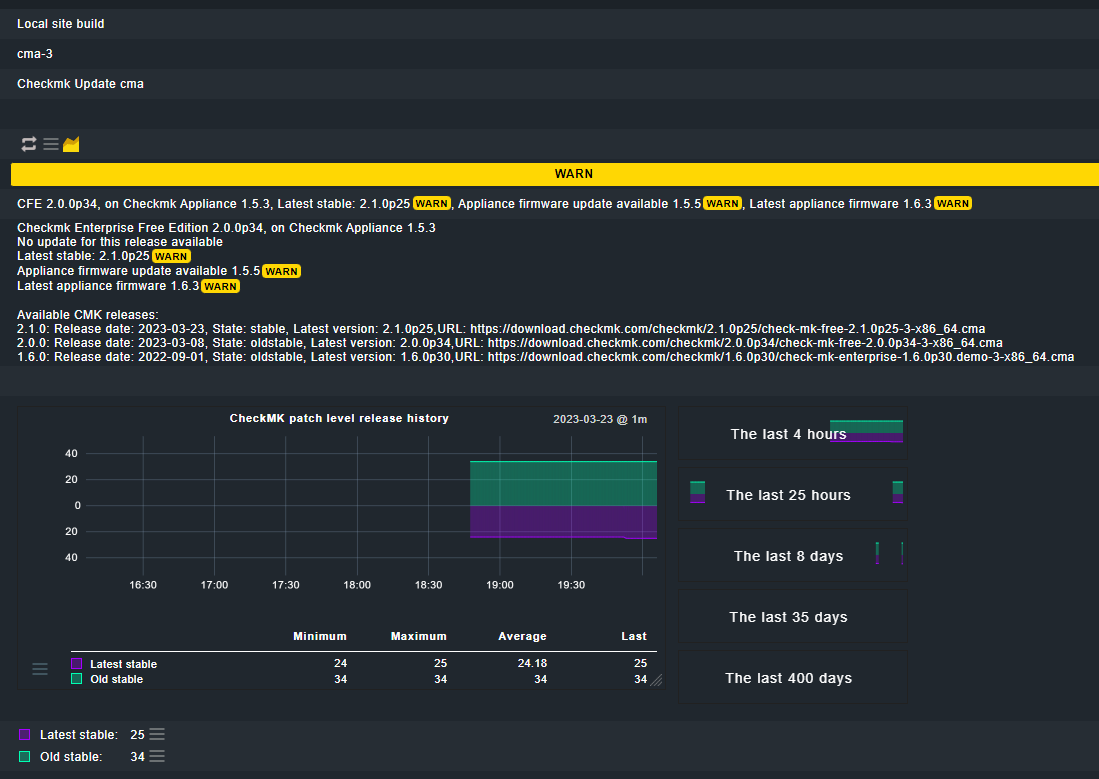 Local site build
cma-3
Checkmk Update cma
WARN
CFE 2.0.0p34, on Checkmk Appliance 1.5.3, Latest stable: 2.1.0p25 WARN, Appliance firmware update available 1.5.5 WARN, Latest appliance firmware 1.6.3 WARN
Checkmk Enterprise Free Edition 2.0.0p34, on Checkmk Appliance 1.5.3
No update for this release available
Latest stable: 2.1.0p25 WARN
Appliance firmware update available 1.5.5 WARN
Latest appliance firmware 1.6.3 WARN
Available CMK releases:
2.1.0: Release date: 2023-03-23, State: stable, Latest version: 2.1.0p25,URL: https://download.checkmk.com/checkmk/2.1.0p25/check-mk-free-2.1.0p25-3-x86_64.cma
2.0.0: Release date: 2023-03-08, State: oldstable, Latest version: 2.0.0p34,URL: https://download.checkmk.com/checkmk/2.0.0p34/check-mk-free-2.0.0p34-3-x86_64.cma
1.6.0: Release date: 2022-09-01, State: oldstable, Latest version: 1.6.0p30,URL: https://download.checkmk.com/checkmk/1.6.0p30/check-mk-enterprise-1.6.0p30.demo-3-x86_64.cma
CheckMK patch level release history 2023-03-23 @ 1m
40
20
0
20
40
16:30 17:00 17:30 18:00 18:30 19:00 19:30
Minimum Maximum Average Last
Latest stable 24 25 24.18 25
Old stable 34 34 34 34
The last 4 hours
The last 25 hours
The last 8 days
The last 35 days
The last 400 days
Latest stable: 25
Old stable: 34